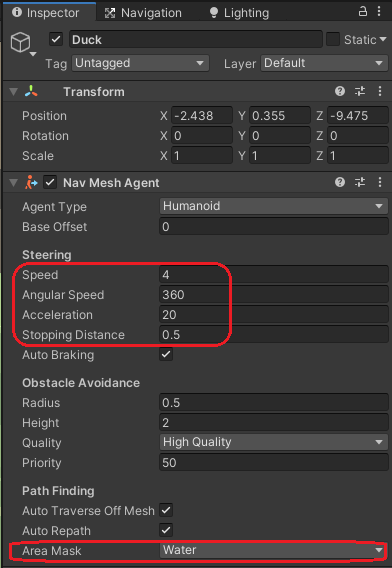 Inspector Navigation Lighting
Duck Static
Tag Untagged Layer Default
Transform
Position X -2.438 Y 0.355 Z -9.475
Rotation X 0 Y 0 Z 0
Scale X 1 Y 1 Z 1
Nav Mesh Agent
Agent Type Humanoid
Base Offset 0
Steering
Speed 4
Angular Speed 360
Acceleration 20
Stopping Distance 0.5
Auto Braking
Obstacle Avoidance
Radius 0.5
Height 2
Quality High Quality
Priority 50
Path Finding
Auto Traverse Off Mesh
Auto Repath
Area Mask Water